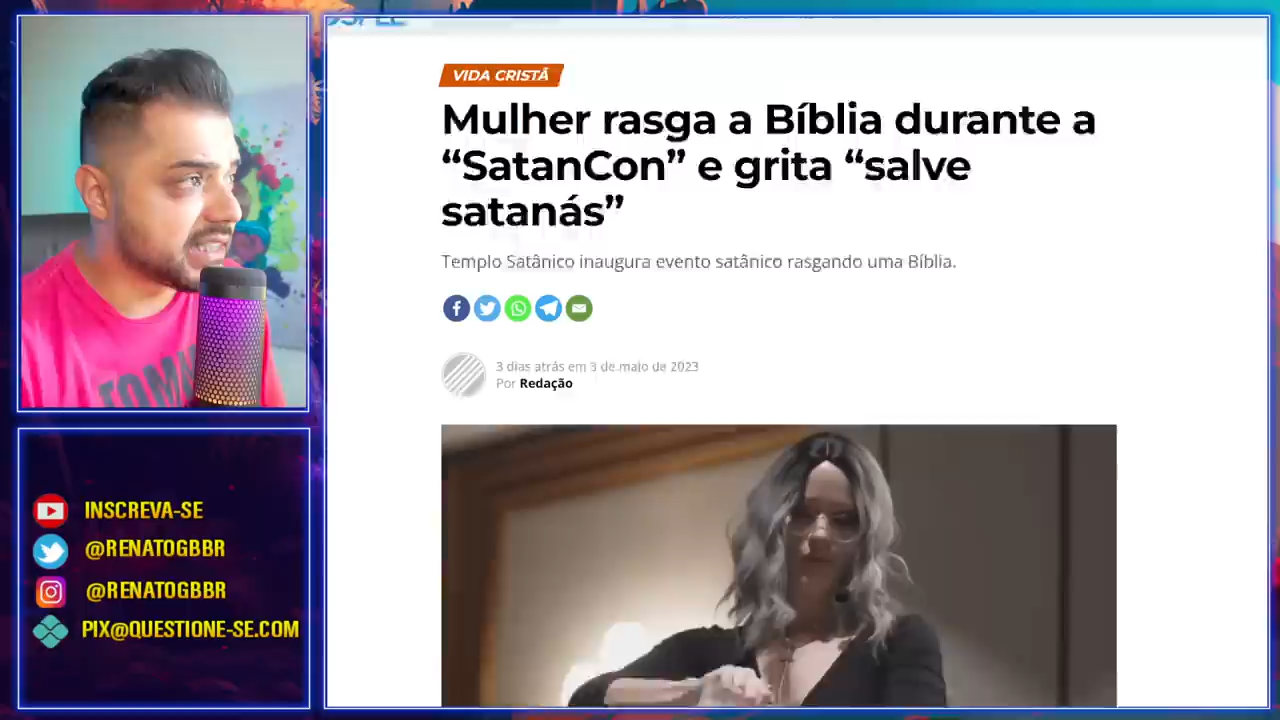 VIDA CRISTÃ
Mulher rasga a Bíblia durante a
“SatanCon” e grita “salve
satanás”
Templo Satânico inaugura evento satânico rasgando uma Bíblia.
3 dias atrás em 3 de maio de 2023
Por Redação
INSCREVA-SE
@RENATOGBBR
@RENATOGBBR
PIX@QUESTIONE-SE.COM